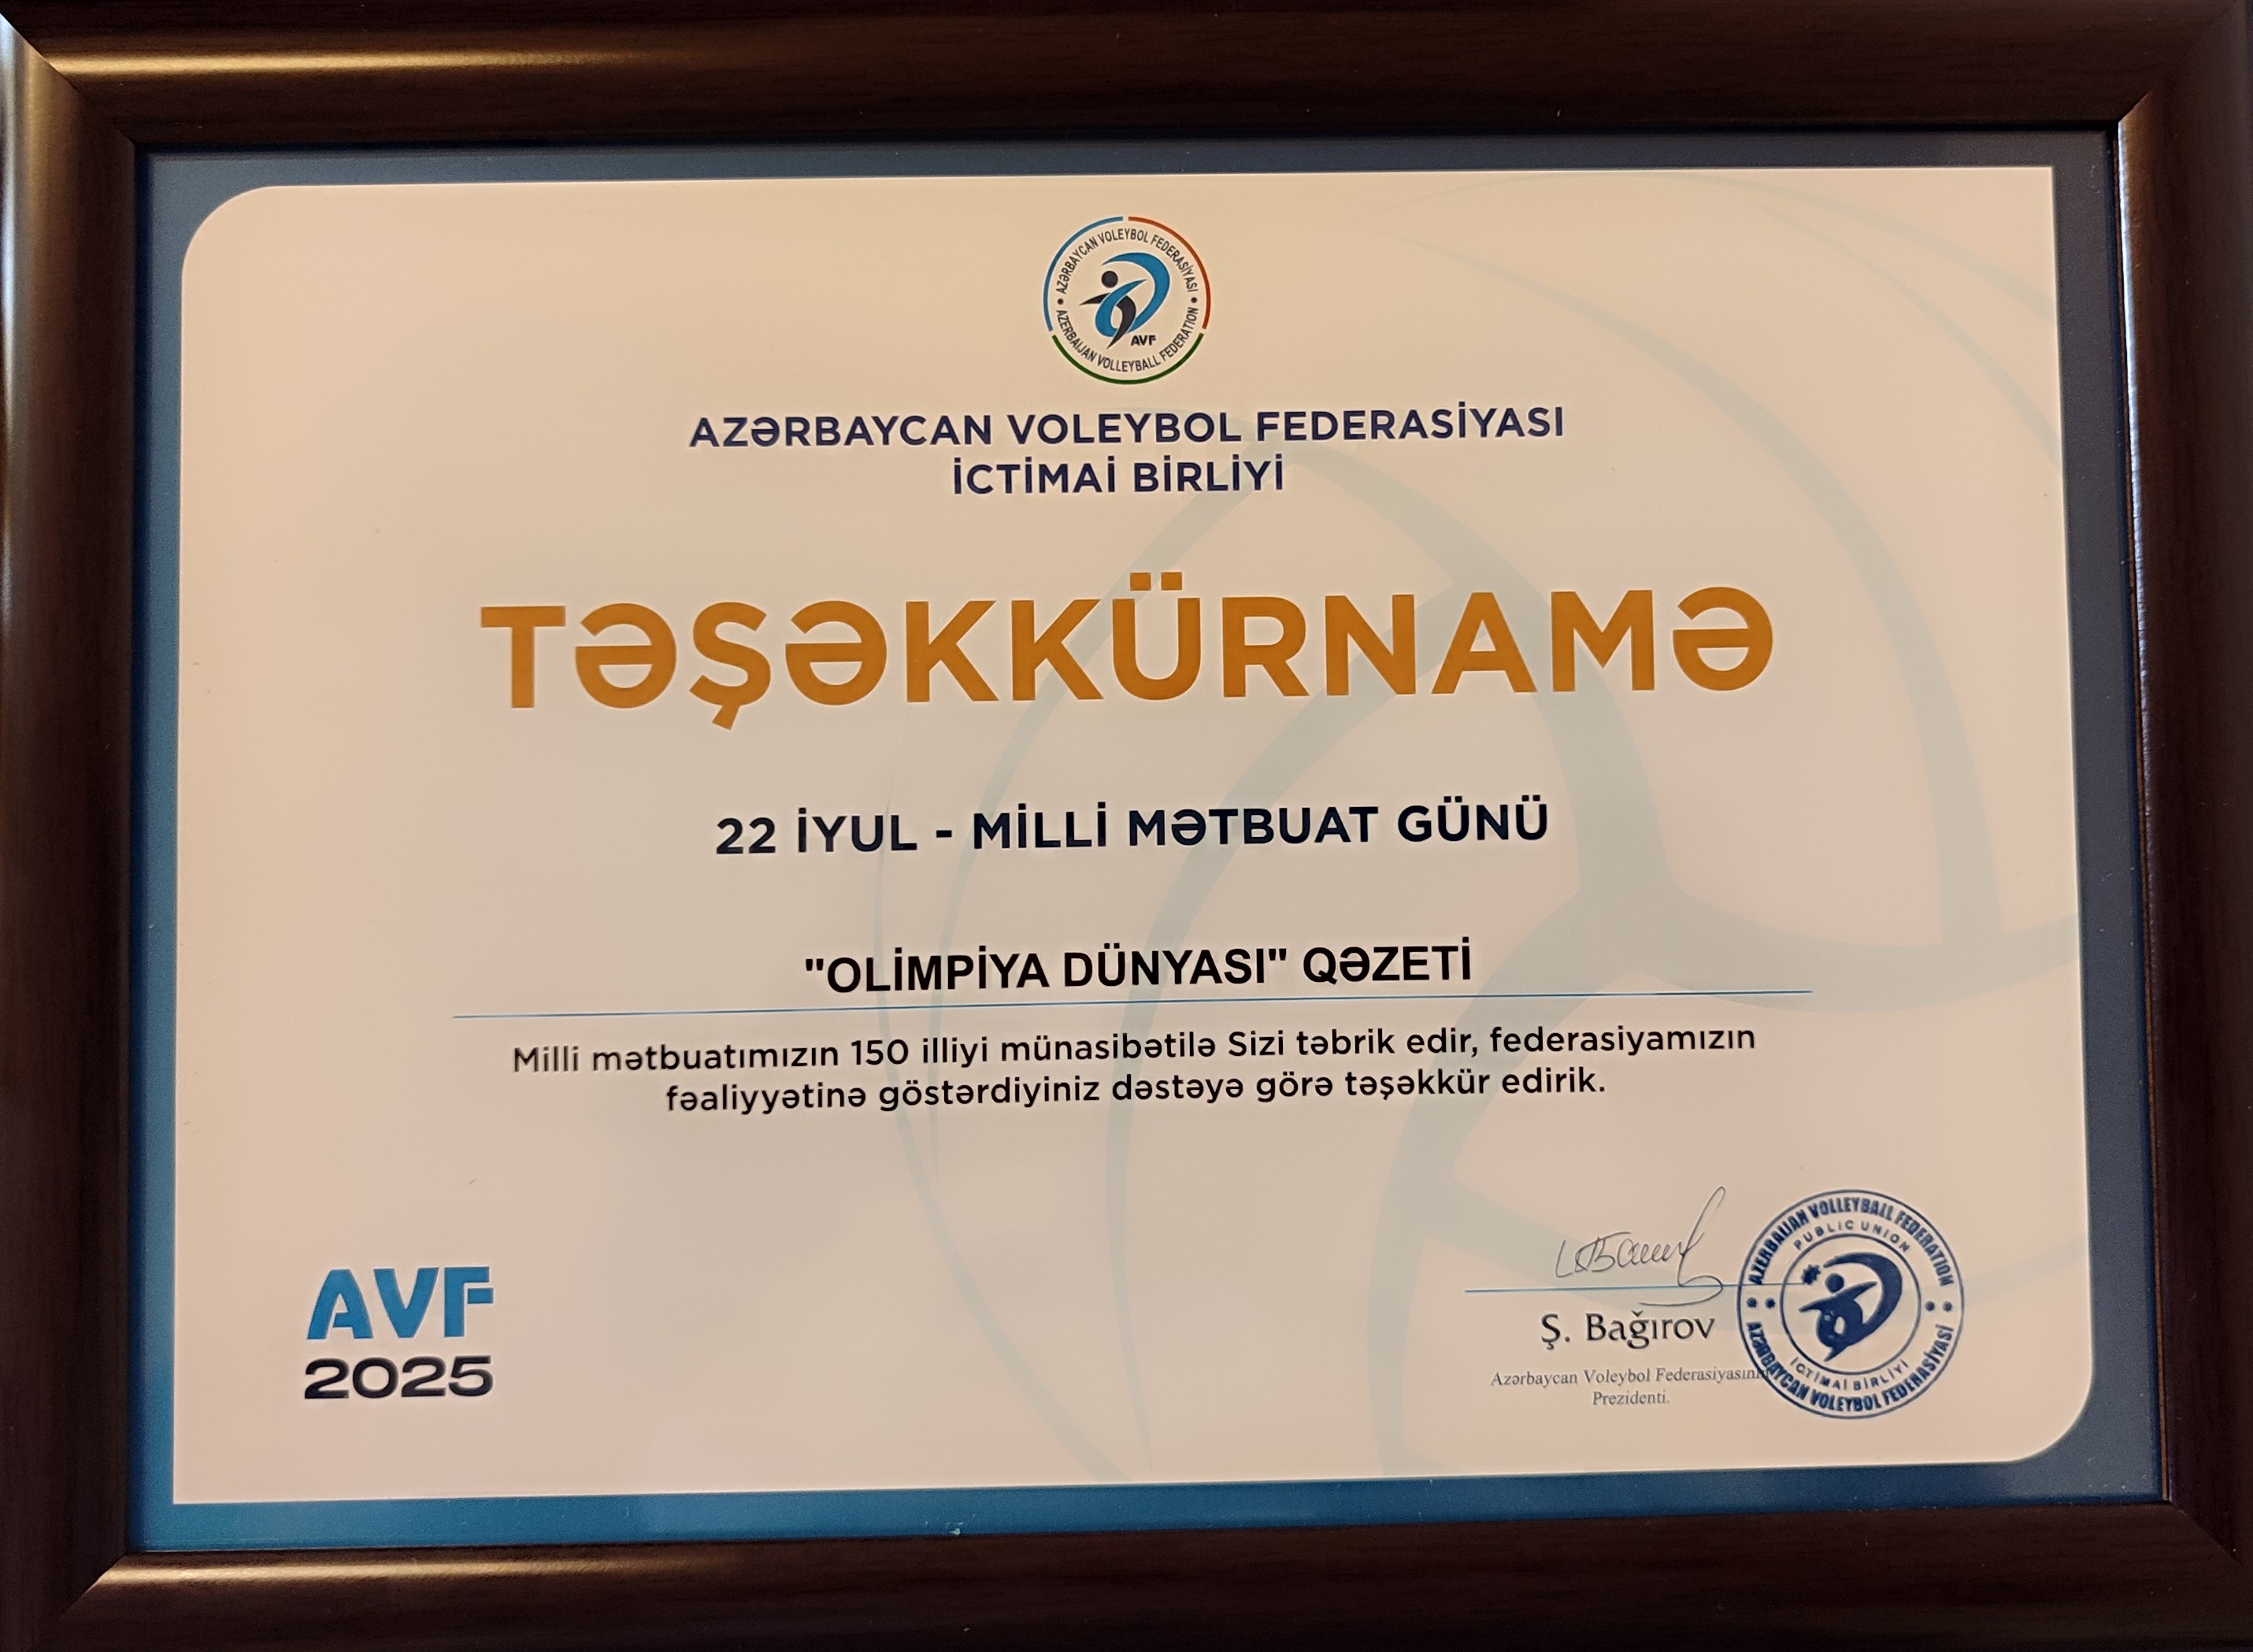 AZƏRBAYCAN VOLEYBOL FEDERASİYASI
AZERBAIJAN VOLLEYBALL FEDERATION
AVF
AZƏRBAYCAN VOLEYBOL FEDERASİYASI
İCTİMAİ BİRLİYİ
TƏŞƏKKÜRNAMƏ
22 İYUL - MİLLİ MƏTBUAT GÜNÜ
"OLİMPİYA DÜNYASI" QƏZETİ
Milli mətbuatımızın 150 illiyi münasibətilə Sizi təbrik edir, federasiyamızın
fəaliyyətinə göstərdiyiniz dəstəyə görə təşəkkür edirik.
AVF
2025
Ş. Bağırov
Azərbaycan Voleybol Federasiyasının
Prezidenti.
AZERBAIJAN VOLLEYBALL FEDERATION
PUBLIC UNION
İCTİMAİ BİRLİYİ
AZƏRBAYCAN VOLEYBOL FEDERASİYASI